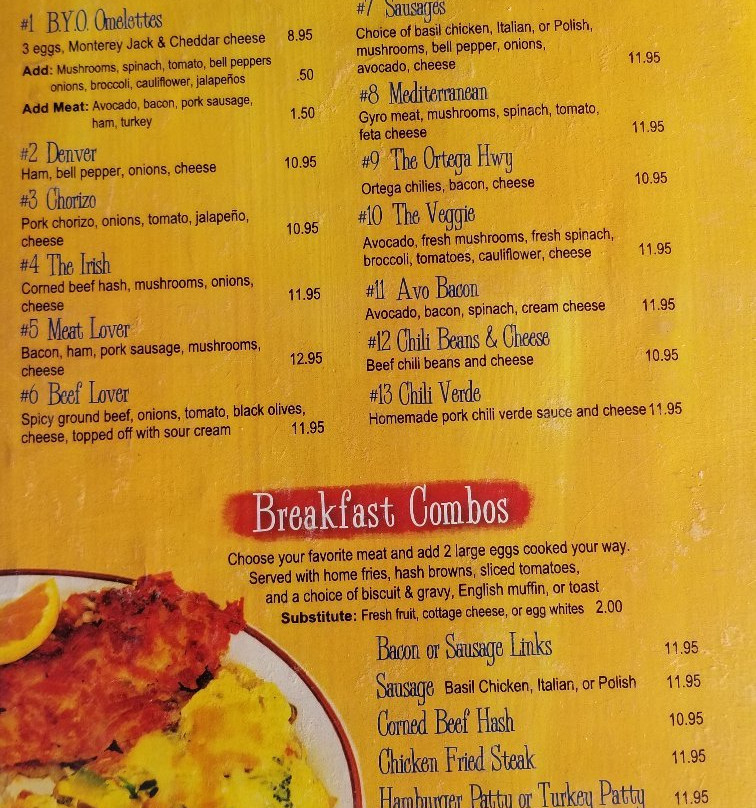 #1 B.Y.O. Omelettes
3 eggs, Monterey Jack & Cheddar cheese 8.95
Add: Mushrooms, spinach, tomato, bell peppers
onions, broccoli, cauliflower, jalapeños .50
Add Meat: Avocado, bacon, pork sausage,
ham, turkey 1.50
#2 Denver
Ham, bell pepper, onions, cheese 10.95
#3 Chorizo
Pork chorizo, onions, tomato, jalapeño,
cheese 10.95
#4 The Irish
Corned beef hash, mushrooms, onions,
cheese 11.95
#5 Meat Lover
Bacon, ham, pork sausage, mushrooms,
cheese 12.95
#6 Beef Lover
Spicy ground beef, onions, tomato, black olives,
cheese, topped off with sour cream 11.95
#7 Sausages
Choice of basil chicken, Italian, or Polish,
mushrooms, bell pepper, onions,
avocado, cheese 11.95
#8 Mediterranean
Gyro meat, mushrooms, spinach, tomato,
feta cheese 11.95
#9 The Ortega Hwy
Ortega chilies, bacon, cheese 10.95
#10 The Veggie
Avocado, fresh mushrooms, fresh spinach,
broccoli, tomatoes, cauliflower, cheese 11.95
#11 Avo Bacon
Avocado, bacon, spinach, cream cheese 11.95
#12 Chili Beans & Cheese
Beef chili beans and cheese 10.95
#13 Chili Verde
Homemade pork chili verde sauce and cheese 11.95
Breakfast Combos
Choose your favorite meat and add 2 large eggs cooked your way.
Served with home fries, hash browns, sliced tomatoes,
and a choice of biscuit & gravy, English muffin, or toast
Substitute: Fresh fruit, cottage cheese, or egg whites 2.00
Bacon or Sausage Links 11.95
Sausage Basil Chicken, Italian, or Polish 11.95
Corned Beef Hash 10.95
Chicken Fried Steak 11.95
Hamburger Patty or Turkey Patty 11.95